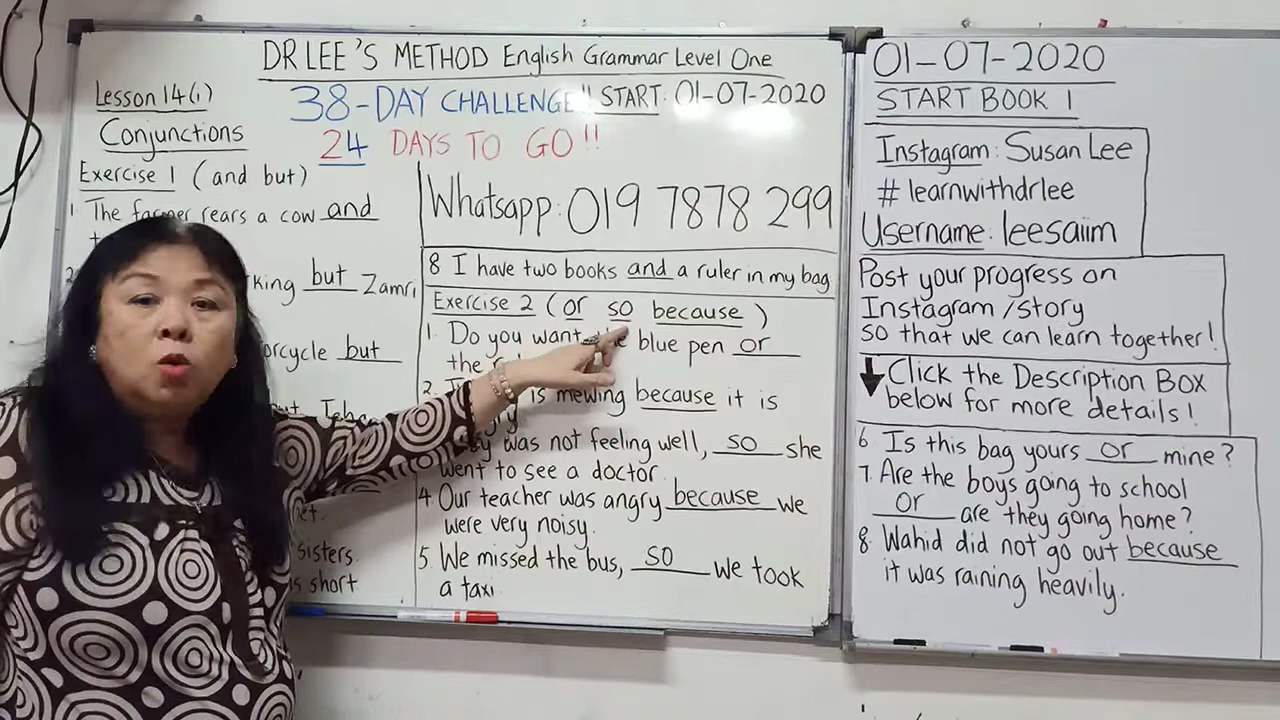 DR LEE'S METHOD English Grammar Level One
Lesson 14(i)
38-DAY CHALLENGE!! START: 01-07-2020
Conjunctions
24 DAYS TO GO!!
Exercise 1 (and but)
1 The farmer rears a cow and
king but Zamri
orcycle but
sisters.
short
Whatsapp: 019 7878 299
8 I have two books and a ruler in my bag
Exercise 2 (or so because)
1. Do you want the blue pen or
the
2. is mewing because it is
was not feeling well, so she
went to see a doctor.
4 Our teacher was angry because we
were very noisy.
5. We missed the bus, so we took
a taxi.
01-07-2020
START BOOK 1
Instagram: Susan Lee
# learnwithdrlee
Username: leesaiim
Post your progress on
Instagram/story
so that we can learn together!
Click the Description Box
below for more details!
6. Is this bag yours or mine?
7. Are the boys going to school
or are they going home?
8. Wahid did not go out because
it was raining heavily.